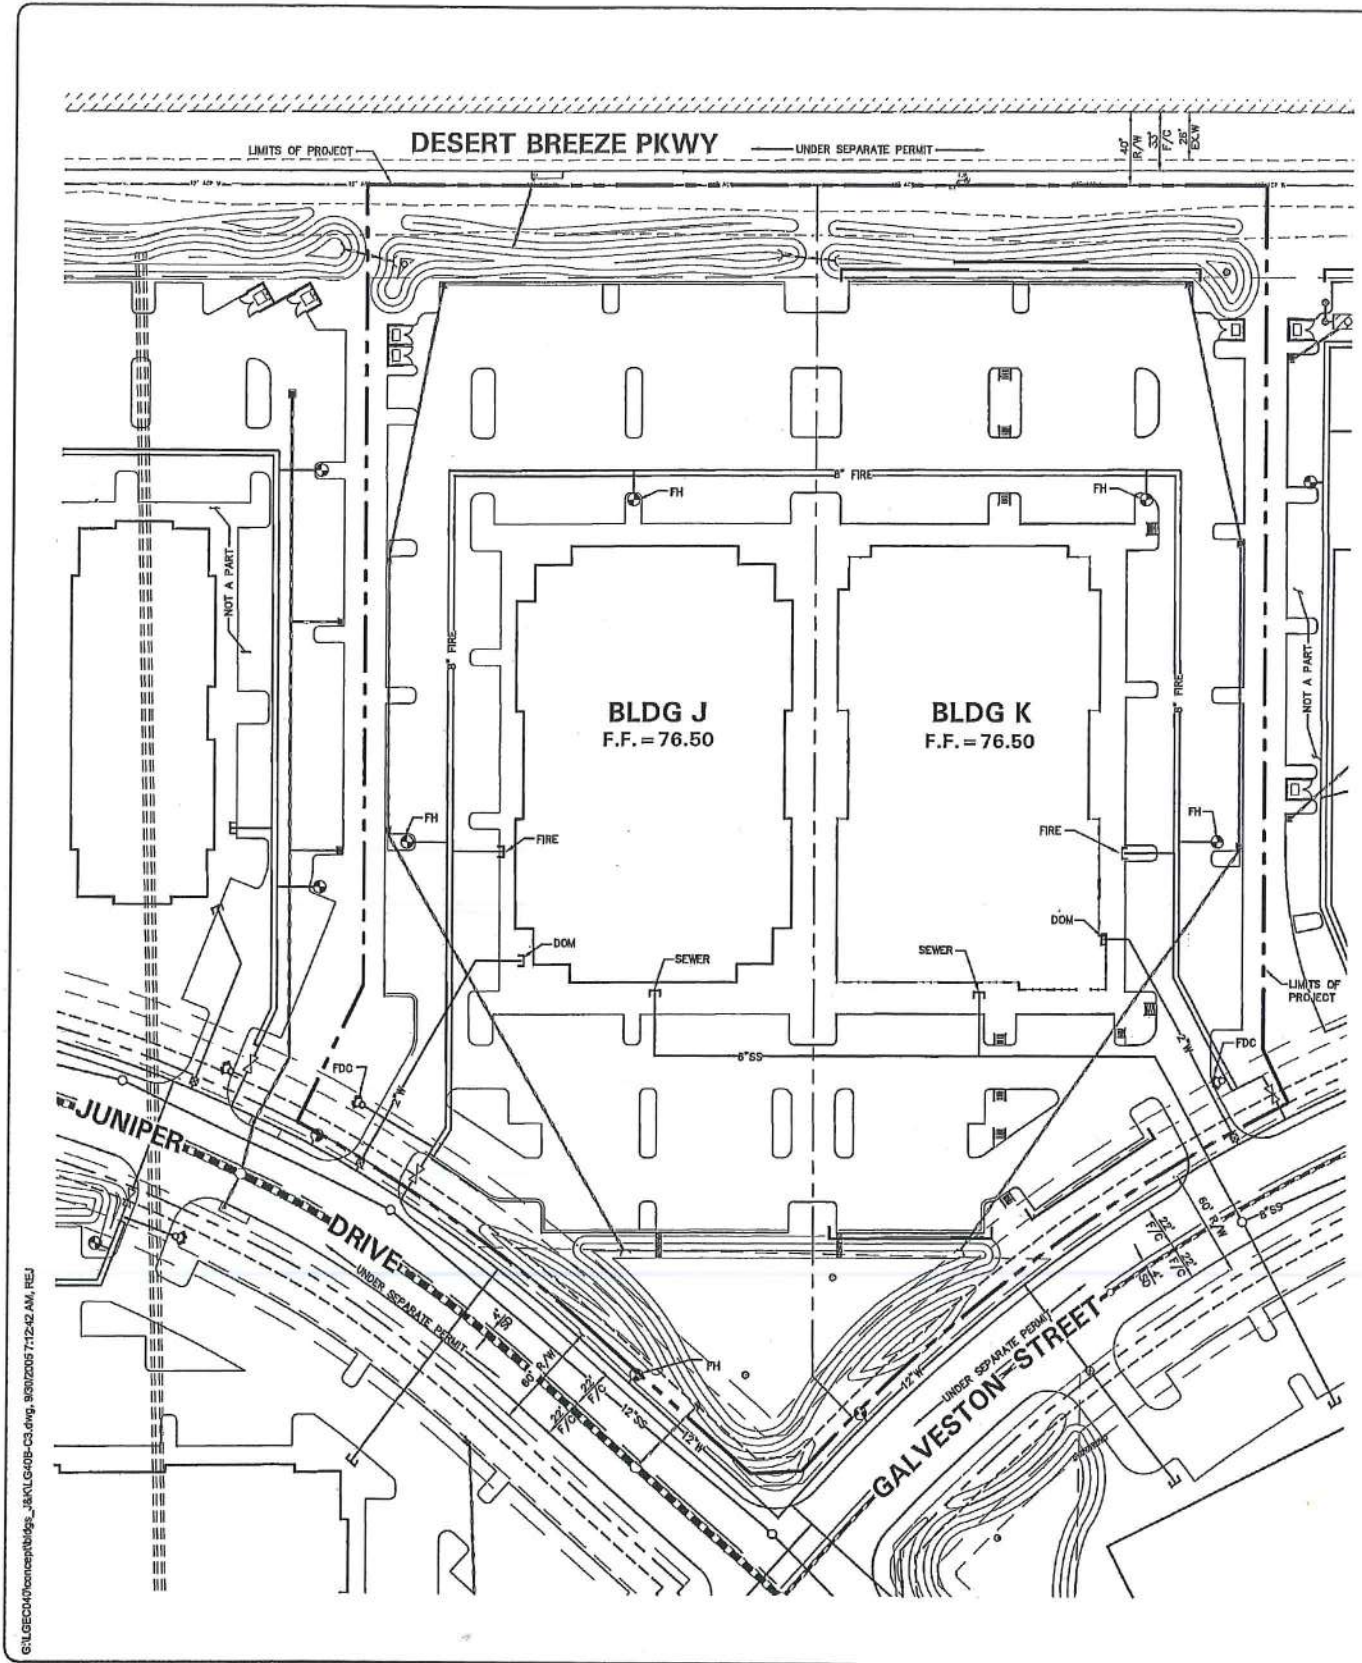 DESERT BREEZE PKWY
LIMITS OF PROJECT
UNDER SEPARATE PERMIT
40'
R/W
33'
F/C
28'
EX.W
8" FIRE
FH
FH
NOT A PART
8" FIRE
BLDG J
F.F. = 76.50
BLDG K
F.F. = 76.50
8" FIRE
NOT A PART
FH
FIRE
FIRE
FH
DOM
SEWER
SEWER
DOM
LIMITS OF
PROJECT
FDC
2"W
8"SS
2"W
FDC
JUNIPER DRIVE
UNDER SEPARATE PERMIT
60' R/W
22'
F/C
22'
F/C
12"SS
12"W
FH
12"W
GALVESTON STREET
UNDER SEPARATE PERMIT
60' R/W
22'
F/C
22'
F/C
8"SS